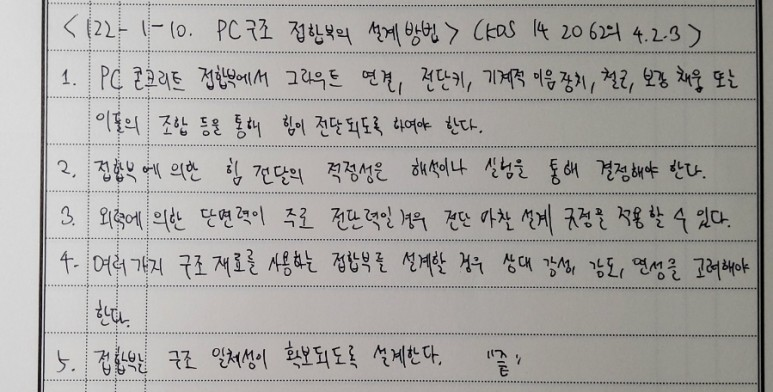 <122-1-10. PC구조 접합부의 설계방법> (KDS 14 20 62의 4.2.3)
1. PC 콘크리트 접합부에서 그라우트 연결, 전단키, 기계적 이음장치, 철근, 보강 채움 또는
이들의 조합 등을 통해 힘이 전달되도록 하여야 한다.
2. 접합부에 의한 힘 전달의 적정성은 해석이나 실험을 통해 결정해야 한다.
3. 외력에 의한 단면력이 주로 전단력일 경우 전단 마찰 설계 규정을 적용할 수 있다.
4. 여러가지 구조 재료를 사용하는 접합부를 설계할 경우 상대 강성, 강도, 연성을 고려해야
한다.
5. 접합부는 구조 일체성이 확보되도록 설계한다. "끝"